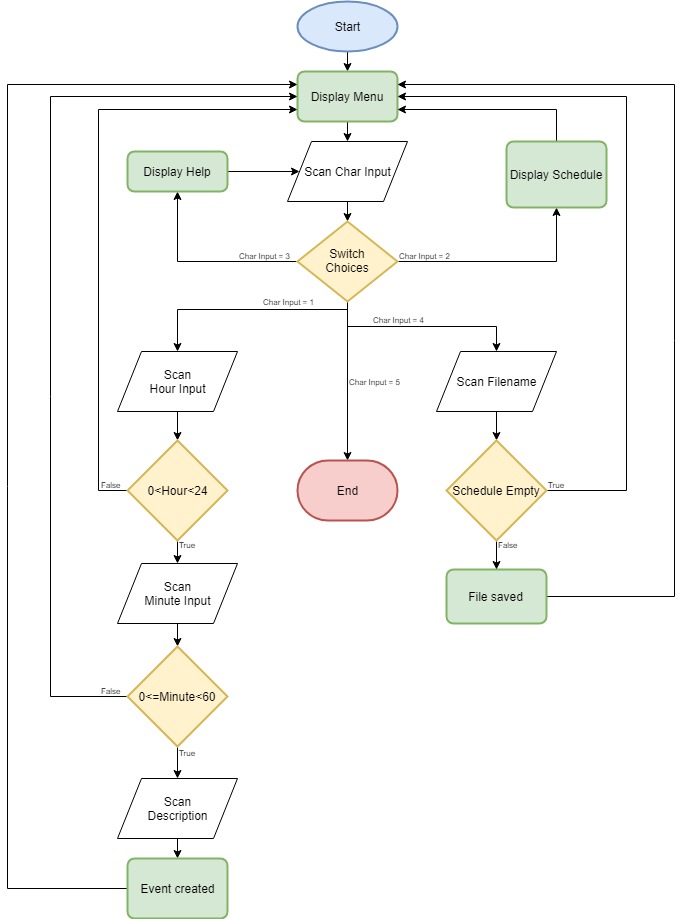 Start
Display Menu
Display Help
Scan Char Input
Display Schedule
Char Input = 3
Switch
Choices
Char Input = 2
Char Input = 1
Char Input = 4
Scan
Hour Input
Char Input = 5
Scan Filename
False
0<Hour<24
End
Schedule Empty
True
True
False
Scan
Minute Input
File saved
False
0<=Minute<60
True
Scan
Description
Event created